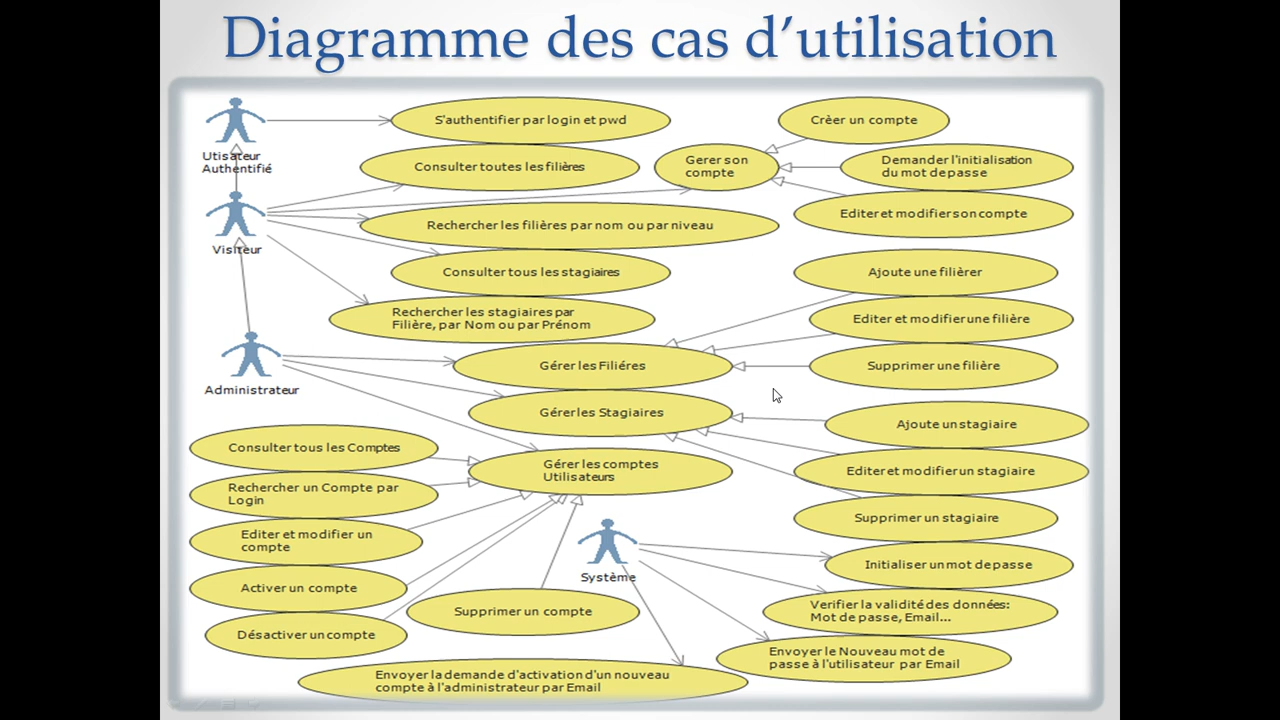 Diagramme des cas d’utilisation
S'authentifier par login et pwd
Crèer un compte
Utisateur
Authentifié
Consulter toutes les filières
Gerer son
compte
Demander l'initialisation
du mot de passe
Rechercher les filières par nom ou par niveau
Editer et modifier son compte
Visiteur
Consulter tous les stagiaires
Ajoute une filièrer
Rechercher les stagiaires par
Filière, par Nom ou par Prénom
Editer et modifier une filière
Gérer les Filiéres
Supprimer une filière
Administrateur
Gérer les Stagiaires
Ajoute un stagiaire
Consulter tous les Comptes
Gérer les comptes
Utilisateurs
Editer et modifier un stagiaire
Rechercher un Compte par
Login
Supprimer un stagiaire
Editer et modifier un
compte
Système
Initialiser un mot de passe
Activer un compte
Supprimer un compte
Verifier la validité des données:
Mot de passe, Email...
Désactiver un compte
Envoyer le Nouveau mot de
passe à l'utilisateur par Email
Envoyer la demande d'activation d'un nouveau
compte à l'administrateur par Email